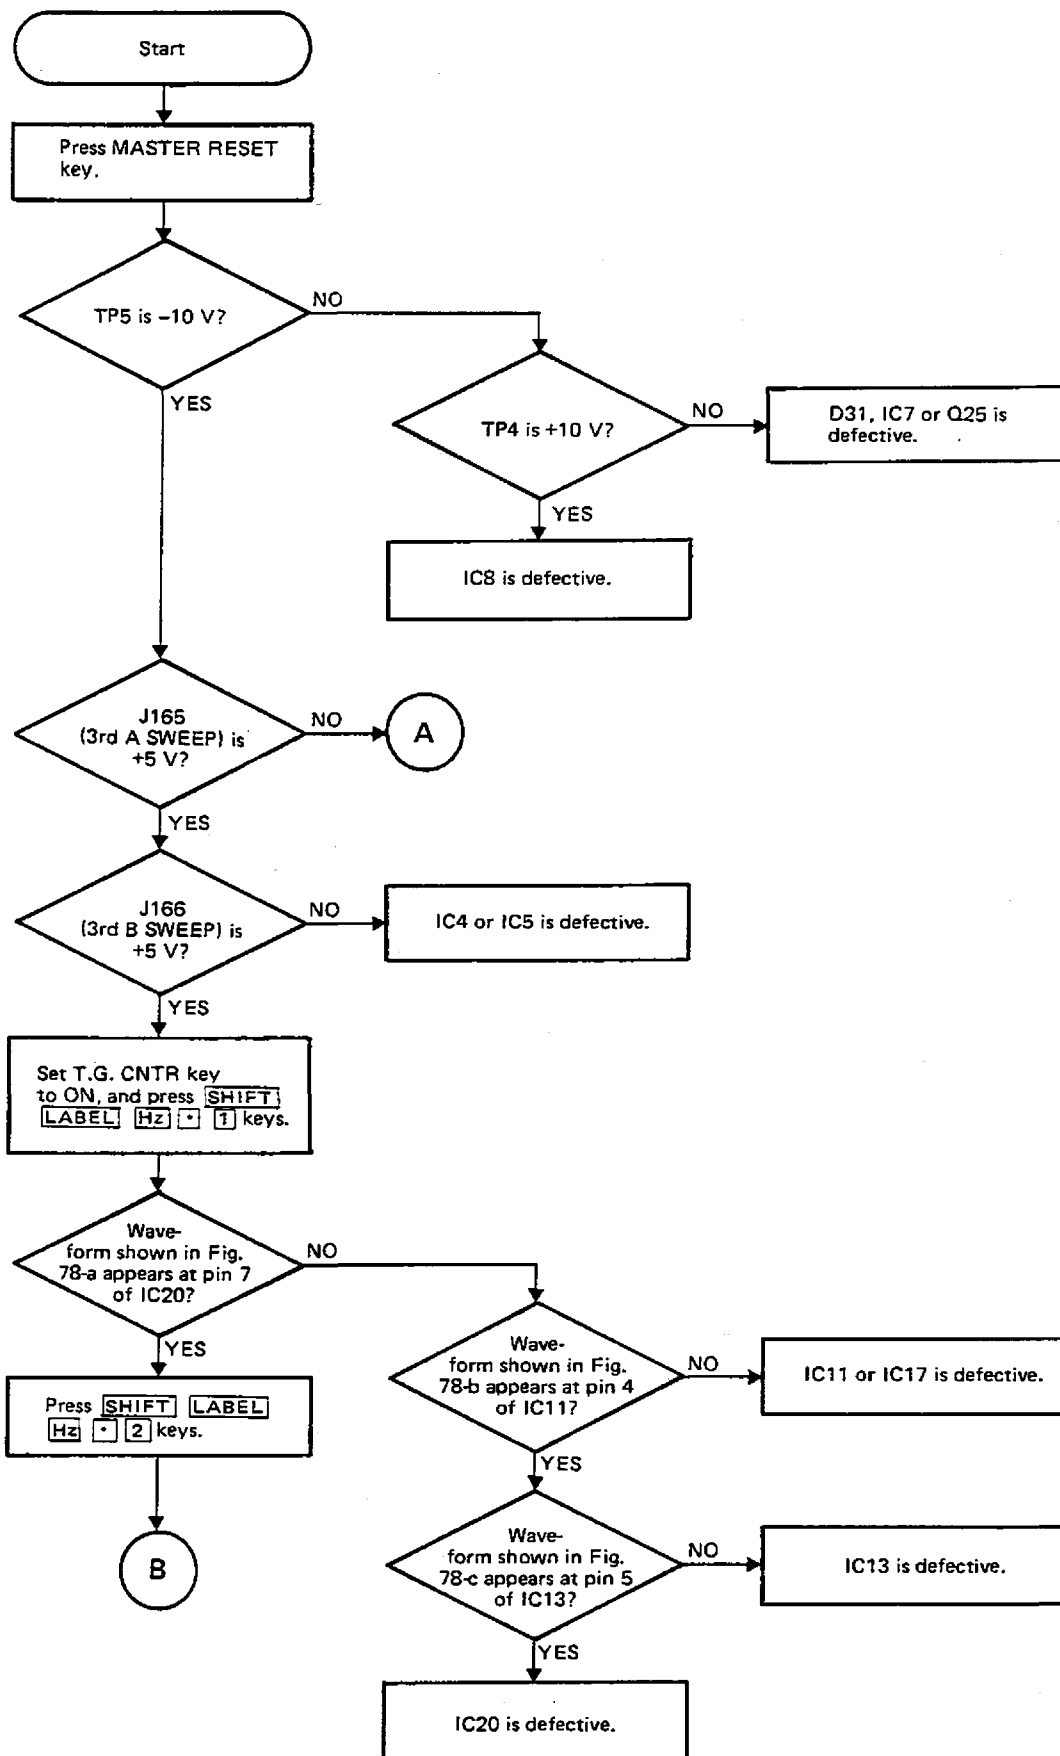 Start
Press MASTER RESET
key.
TP5 is –10 V?
NO
YES
TP4 is +10 V?
NO
D31, IC7 or Q25 is
defective.
YES
IC8 is defective.
J165
(3rd A SWEEP) is
+5 V?
NO
A
YES
J166
(3rd B SWEEP) is
+5 V?
NO
IC4 or IC5 is defective.
YES
Set T.G. CNTR key
to ON, and press SHIFT
LABEL Hz · 1 keys.
Wave-
form shown in Fig.
78-a appears at pin 7
of IC20?
NO
YES
Wave-
form shown in Fig.
78-b appears at pin 4
of IC11?
NO
IC11 or IC17 is defective.
Press SHIFT LABEL
Hz · 2 keys.
YES
B
Wave-
form shown in Fig.
78-c appears at pin 5
of IC13?
NO
IC13 is defective.
YES
IC20 is defective.